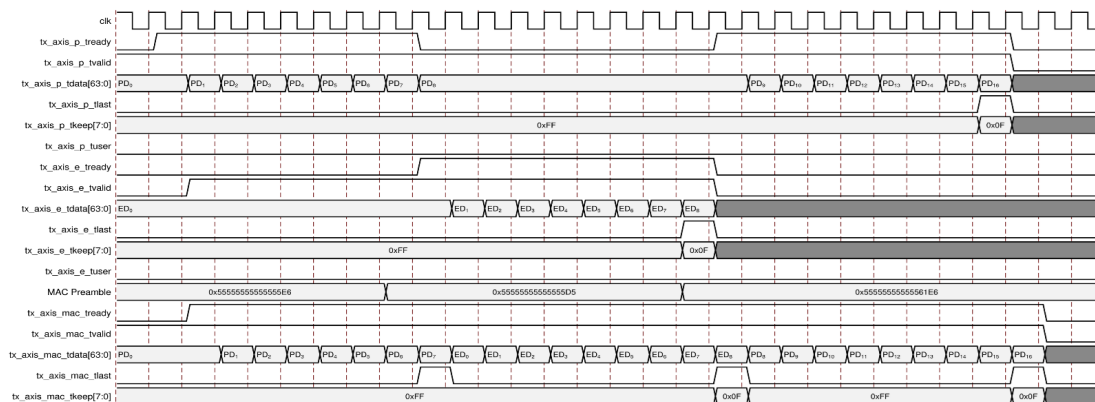 clk
tx_axis_p_tready
tx_axis_p_tvalid
tx_axis_p_tdata[63:0] PD₀ PD₁ PD₂ PD₃ PD₄ PD₅ PD₆ PD₇ PD₈ PD₉ PD₁₀ PD₁₁ PD₁₂ PD₁₃ PD₁₄ PD₁₅ PD₁₆
tx_axis_p_tlast
tx_axis_p_tkeep[7:0] 0xFF 0x0F
tx_axis_p_tuser
tx_axis_e_tready
tx_axis_e_tvalid
tx_axis_e_tdata[63:0] ED₀ ED₁ ED₂ ED₃ ED₄ ED₅ ED₆ ED₇ ED₈
tx_axis_e_tlast
tx_axis_e_tkeep[7:0] 0xFF 0x0F
tx_axis_e_tuser
MAC Preamble 0x55555555555555E6 0x55555555555555D5 0x55555555555561E6
tx_axis_mac_tready
tx_axis_mac_tvalid
tx_axis_mac_tdata[63:0] PD₀ PD₁ PD₂ PD₃ PD₄ PD₅ PD₆ PD₇ ED₀ ED₁ ED₂ ED₃ ED₄ ED₅ ED₆ ED₇ ED₈ PD₈ PD₉ PD₁₀ PD₁₁ PD₁₂ PD₁₃ PD₁₄ PD₁₅ PD₁₆
tx_axis_mac_tlast
tx_axis_mac_tkeep[7:0] 0xFF 0x0F 0xFF 0x0F